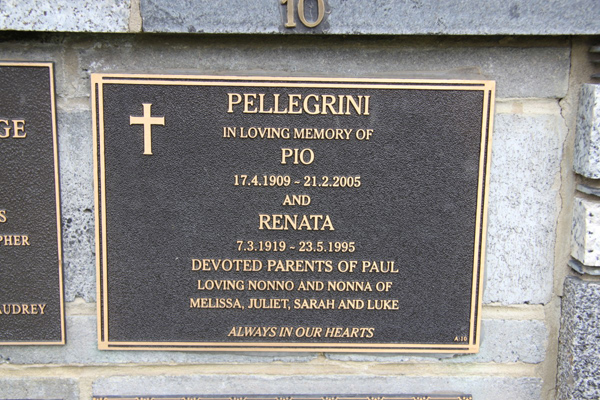 10
GE
PHER
AUDREY
PELLEGRINI
IN LOVING MEMORY OF
PIO
17.4.1909 - 21.2.2005
AND
RENATA
7.3.1919 - 23.5.1995
DEVOTED PARENTS OF PAUL
LOVING NONNO AND NONNA OF
MELISSA, JULIET, SARAH AND LUKE
ALWAYS IN OUR HEARTS
A:10